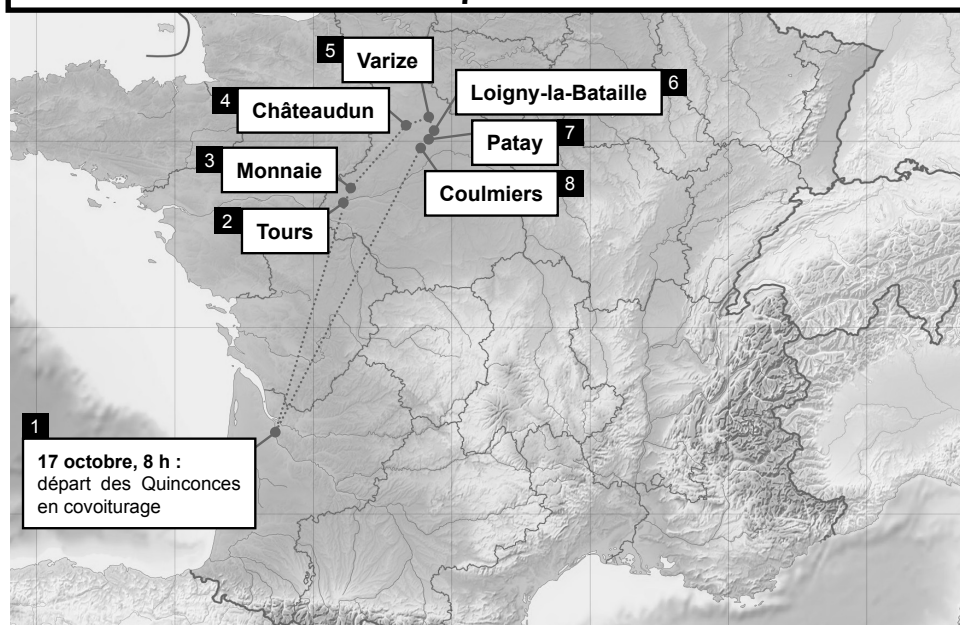 5
Varize
6
Loigny-la-Bataille
4
Châteaudun
7
Patay
3
Monnaie
8
Coulmiers
2
Tours
1
17 octobre, 8 h :
départ des Quinconces
en covoiturage